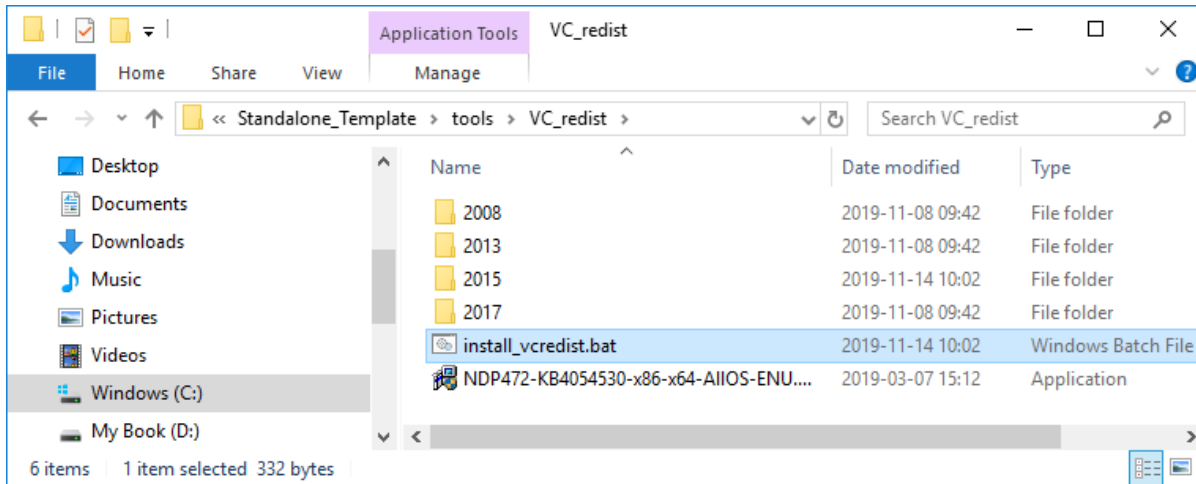 Application Tools VC_redist
File Home Share View Manage
« Standalone_Template › tools › VC_redist › Search VC_redist
Desktop
Documents
Downloads
Music
Pictures
Videos
Windows (C:)
My Book (D:)
Name Date modified Type
2008 2019-11-08 09:42 File folder
2013 2019-11-08 09:42 File folder
2015 2019-11-14 10:02 File folder
2017 2019-11-08 09:42 File folder
install_vcredist.bat 2019-11-14 10:02 Windows Batch File
NDP472-KB4054530-x86-x64-AllOS-ENU.... 2019-03-07 15:12 Application
6 items 1 item selected 332 bytes